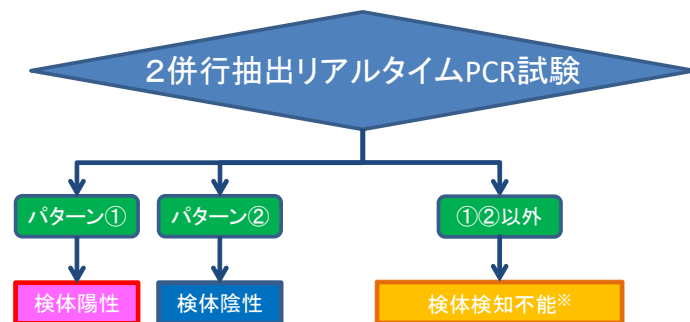 ２併行抽出リアルタイムPCR試験
パターン①
パターン②
①②以外
検体陽性
検体陰性
検体検知不能※